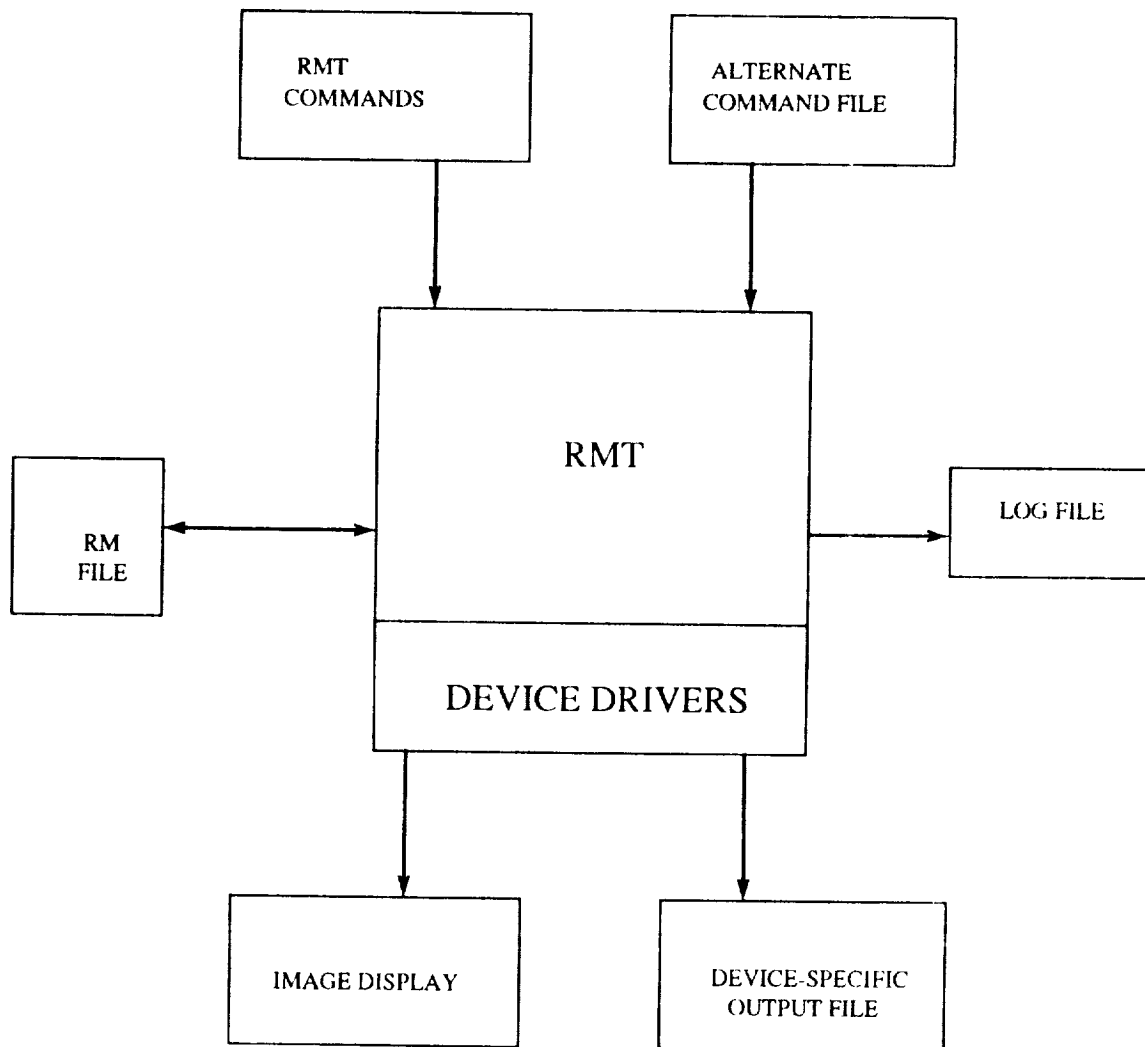 RMT
COMMANDS
ALTERNATE
COMMAND FILE
RMT
RM
FILE
LOG FILE
DEVICE DRIVERS
IMAGE DISPLAY
DEVICE-SPECIFIC
OUTPUT FILE